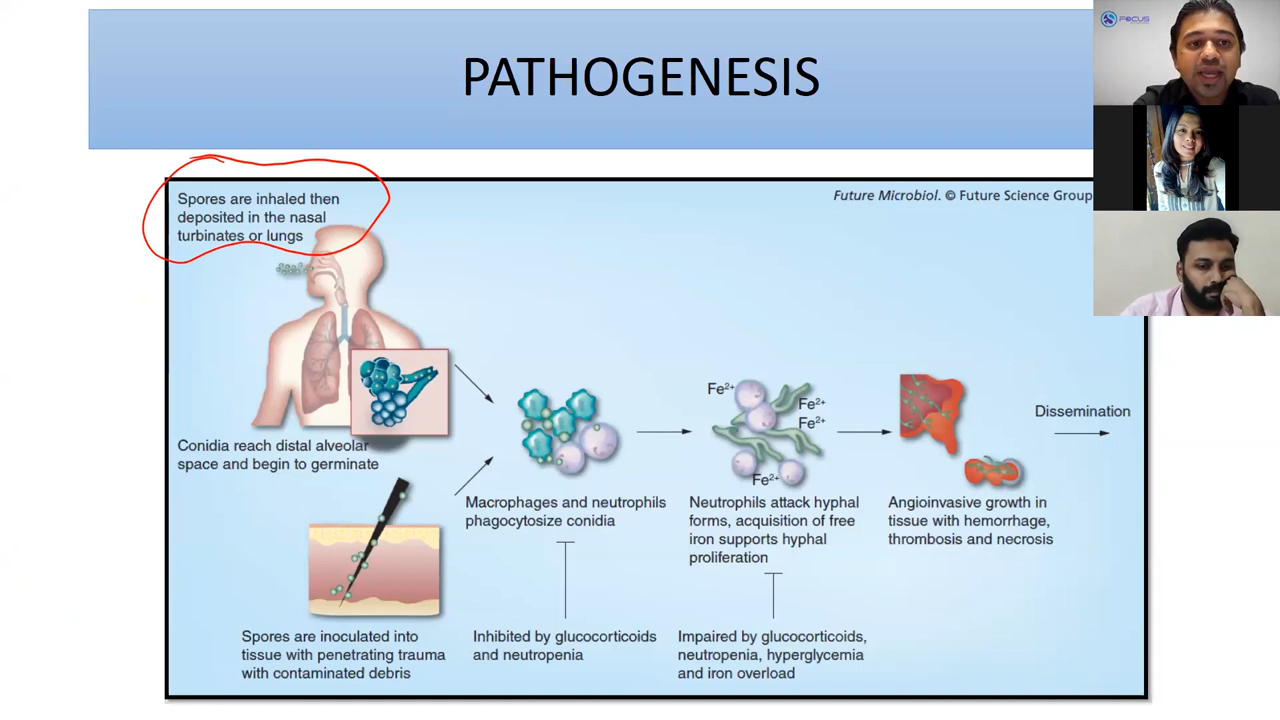 PATHOGENESIS
FOCUS
Spores are inhaled then
deposited in the nasal
turbinates or lungs
Future Microbiol. © Future Science Group
Conidia reach distal alveolar
space and begin to germinate
Macrophages and neutrophils
phagocytosize conidia
Fe2+
Fe2+
Fe2+
Fe2+
Neutrophils attack hyphal
forms, acquisition of free
iron supports hyphal
proliferation
Angioinvasive growth in
tissue with hemorrhage,
thrombosis and necrosis
Dissemination
Spores are inoculated into
tissue with penetrating trauma
with contaminated debris
Inhibited by glucocorticoids
and neutropenia
Impaired by glucocorticoids,
neutropenia, hyperglycemia
and iron overload